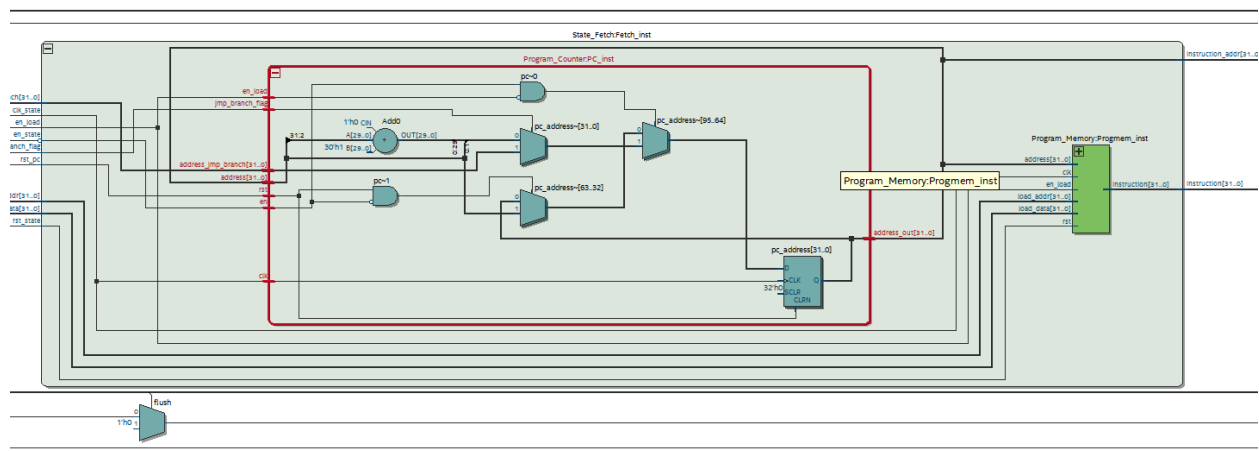 State_Fetch:Fetch_inst
Program_Counter:PC_inst
ch[31..0]
clk_state
en_load
en_state
anch_flag
rst_pc
ddr[31..0]
ata[31..0]
rst_state
en_load
jmp_branch_flag
address_jmp_branch[31..0]
address[31..0]
rst
en
clk
pc~0
1'h0 CIN
Add0
31:2
A[29..0]
OUT[29..0]
30'h1 B[29..0]
pc_address~[31..0]
0
1
pc_address~[95..64]
0
1
pc~1
pc_address~[63..32]
0
1
pc_address[31..0]
D
CLK
Q
32'h0
SCLR
CLRN
address_out[31..0]
Program_Memory:Progmem_inst
Program_Memory:Progmem_inst
address[31..0]
clk
en_load
load_addr[31..0]
load_data[31..0]
rst
instruction[31..0]
instruction_addr[31..0
instruction[31..0]
flush
0
1'h0 1